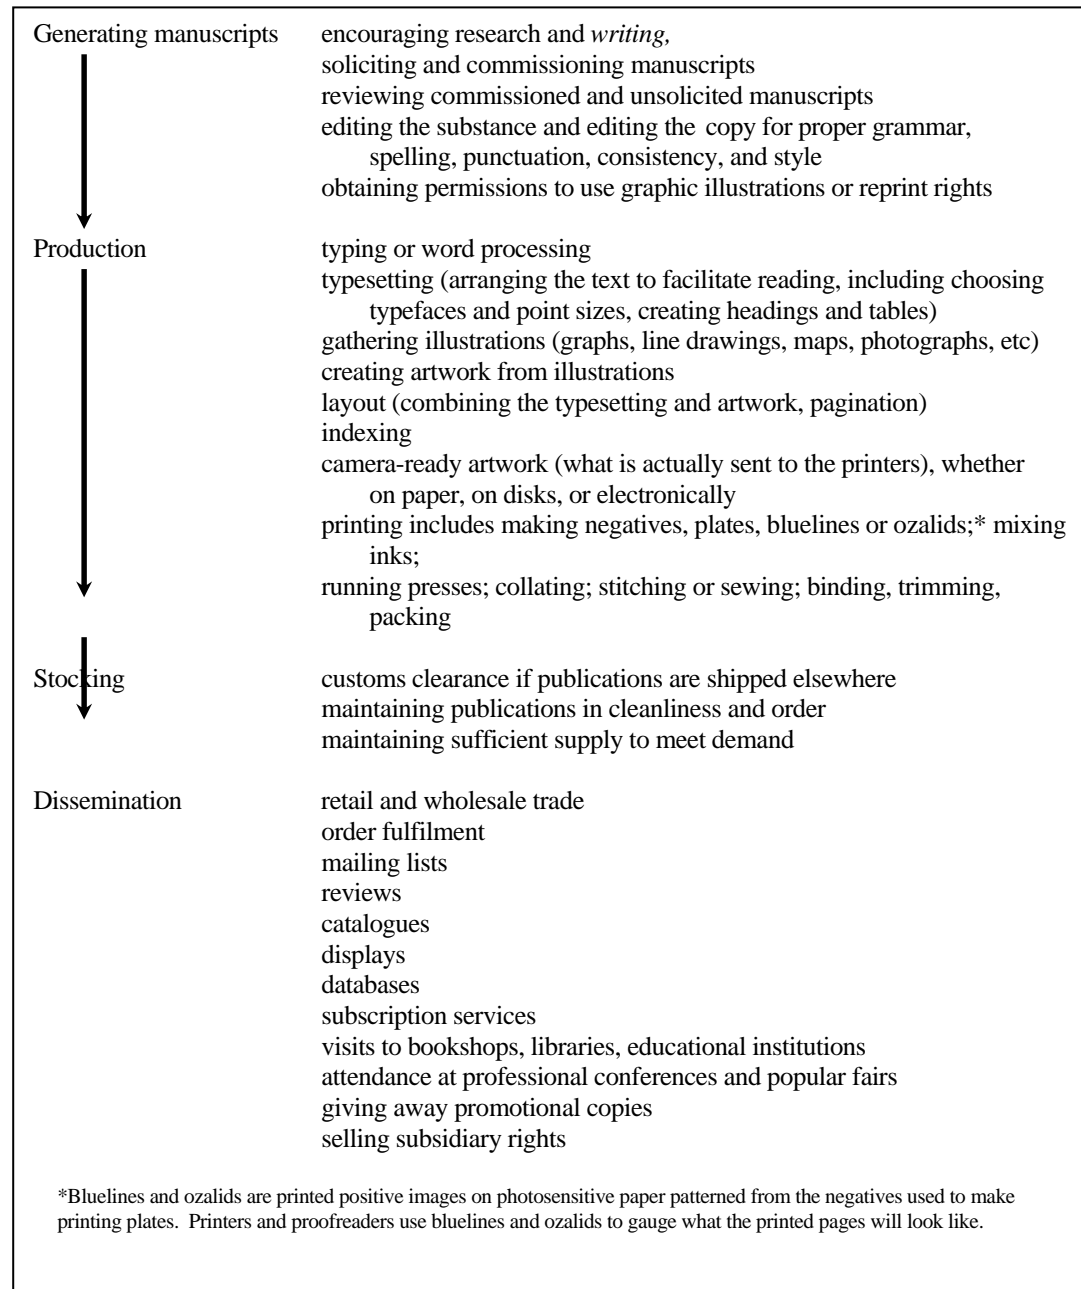 Generating manuscripts encouraging research and writing,
soliciting and commissioning manuscripts
reviewing commissioned and unsolicited manuscripts
editing the substance and editing the copy for proper grammar,
spelling, punctuation, consistency, and style
obtaining permissions to use graphic illustrations or reprint rights
Production typing or word processing
typesetting (arranging the text to facilitate reading, including choosing
typefaces and point sizes, creating headings and tables)
gathering illustrations (graphs, line drawings, maps, photographs, etc)
creating artwork from illustrations
layout (combining the typesetting and artwork, pagination)
indexing
camera-ready artwork (what is actually sent to the printers), whether
on paper, on disks, or electronically
printing includes making negatives, plates, bluelines or ozalids;* mixing
inks;
running presses; collating; stitching or sewing; binding, trimming,
packing
Stocking customs clearance if publications are shipped elsewhere
maintaining publications in cleanliness and order
maintaining sufficient supply to meet demand
Dissemination retail and wholesale trade
order fulfilment
mailing lists
reviews
catalogues
displays
databases
subscription services
visits to bookshops, libraries, educational institutions
attendance at professional conferences and popular fairs
giving away promotional copies
selling subsidiary rights
*Bluelines and ozalids are printed positive images on photosensitive paper patterned from the negatives used to make
printing plates. Printers and proofreaders use bluelines and ozalids to gauge what the printed pages will look like.